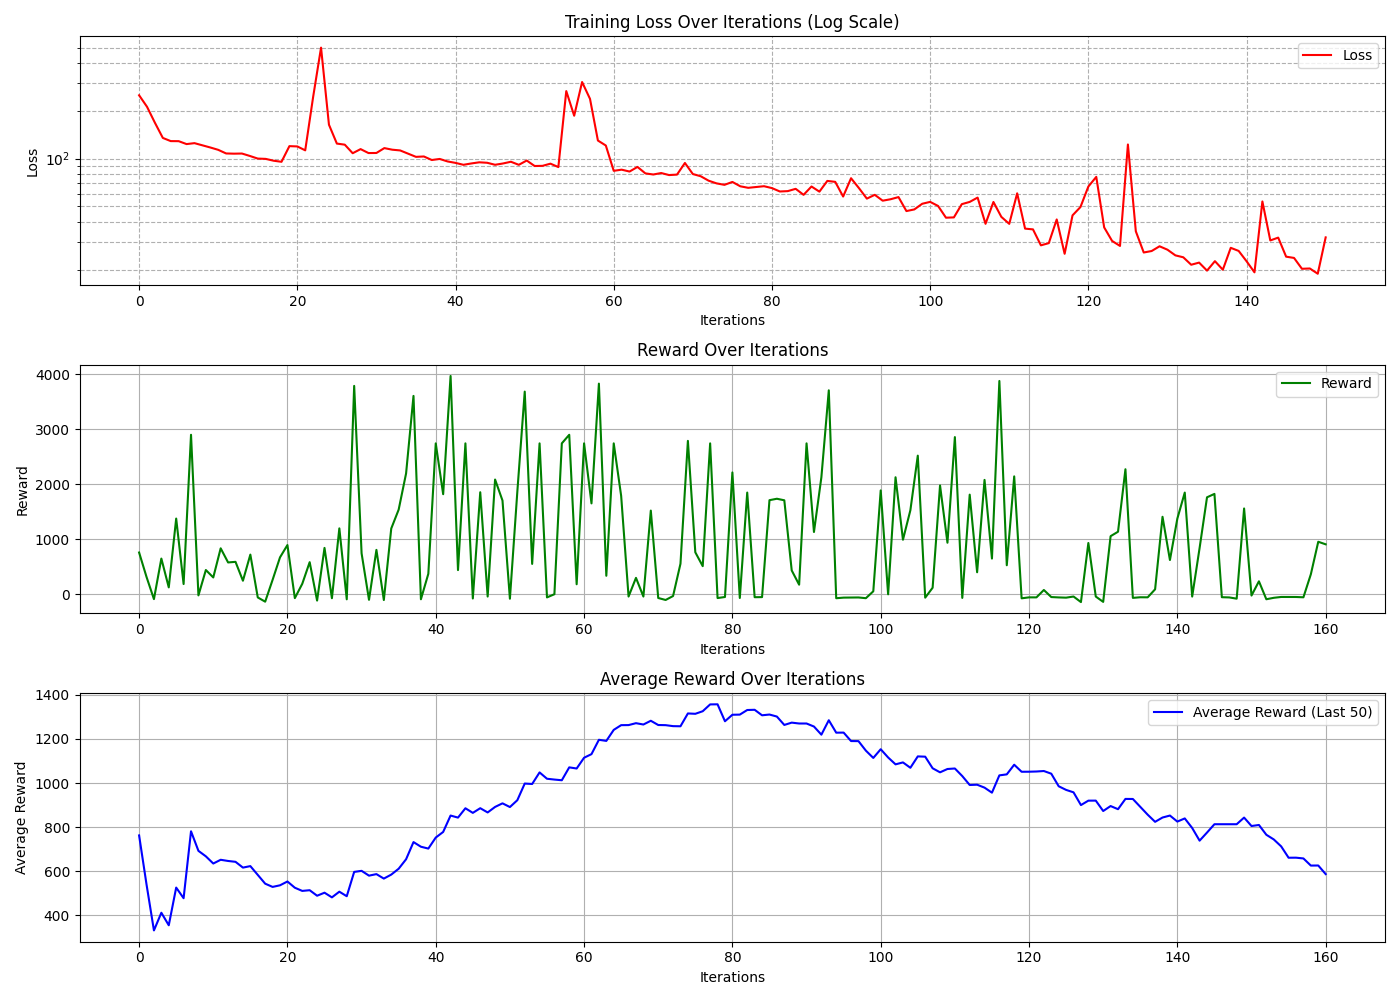 Training Loss Over Iterations (Log Scale)
Loss
Loss
10²
0 20 40 60 80 100 120 140
Iterations
Reward Over Iterations
Reward
Reward
4000
3000
2000
1000
0
0 20 40 60 80 100 120 140 160
Iterations
Average Reward Over Iterations
Average Reward (Last 50)
Average Reward
1400
1200
1000
800
600
400
0 20 40 60 80 100 120 140 160
Iterations